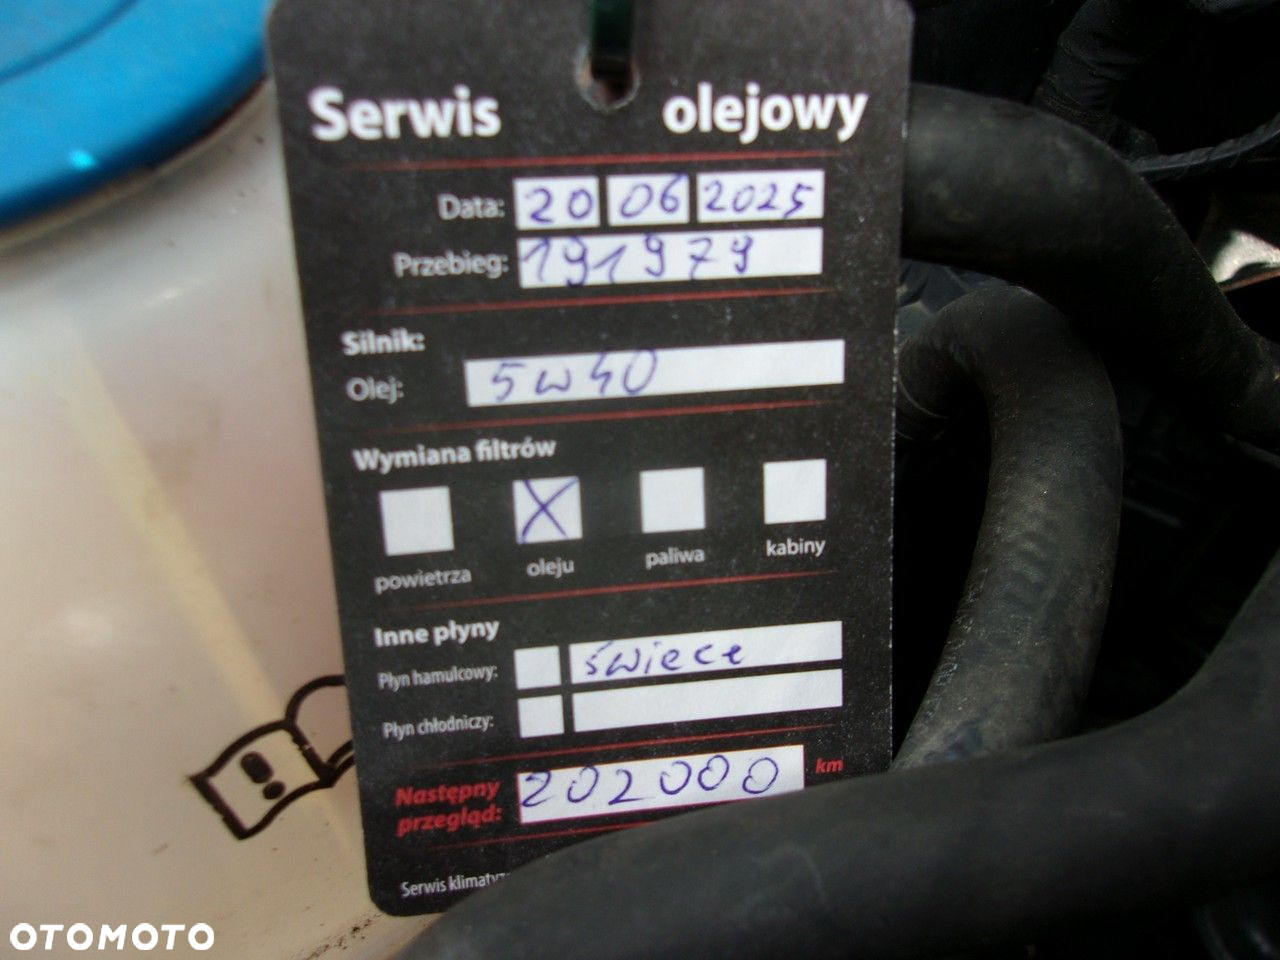 Serwis olejowy
Data: 20 06 2025
Przebieg: 191979
Silnik:
Olej: 5w40
Wymiana filtrów
X
powietrza oleju paliwa kabiny
Inne płyny
Płyn hamulcowy: świece
Płyn chłodniczy:
Następny przegląd: 202000 km
Serwis
OTOMOTO